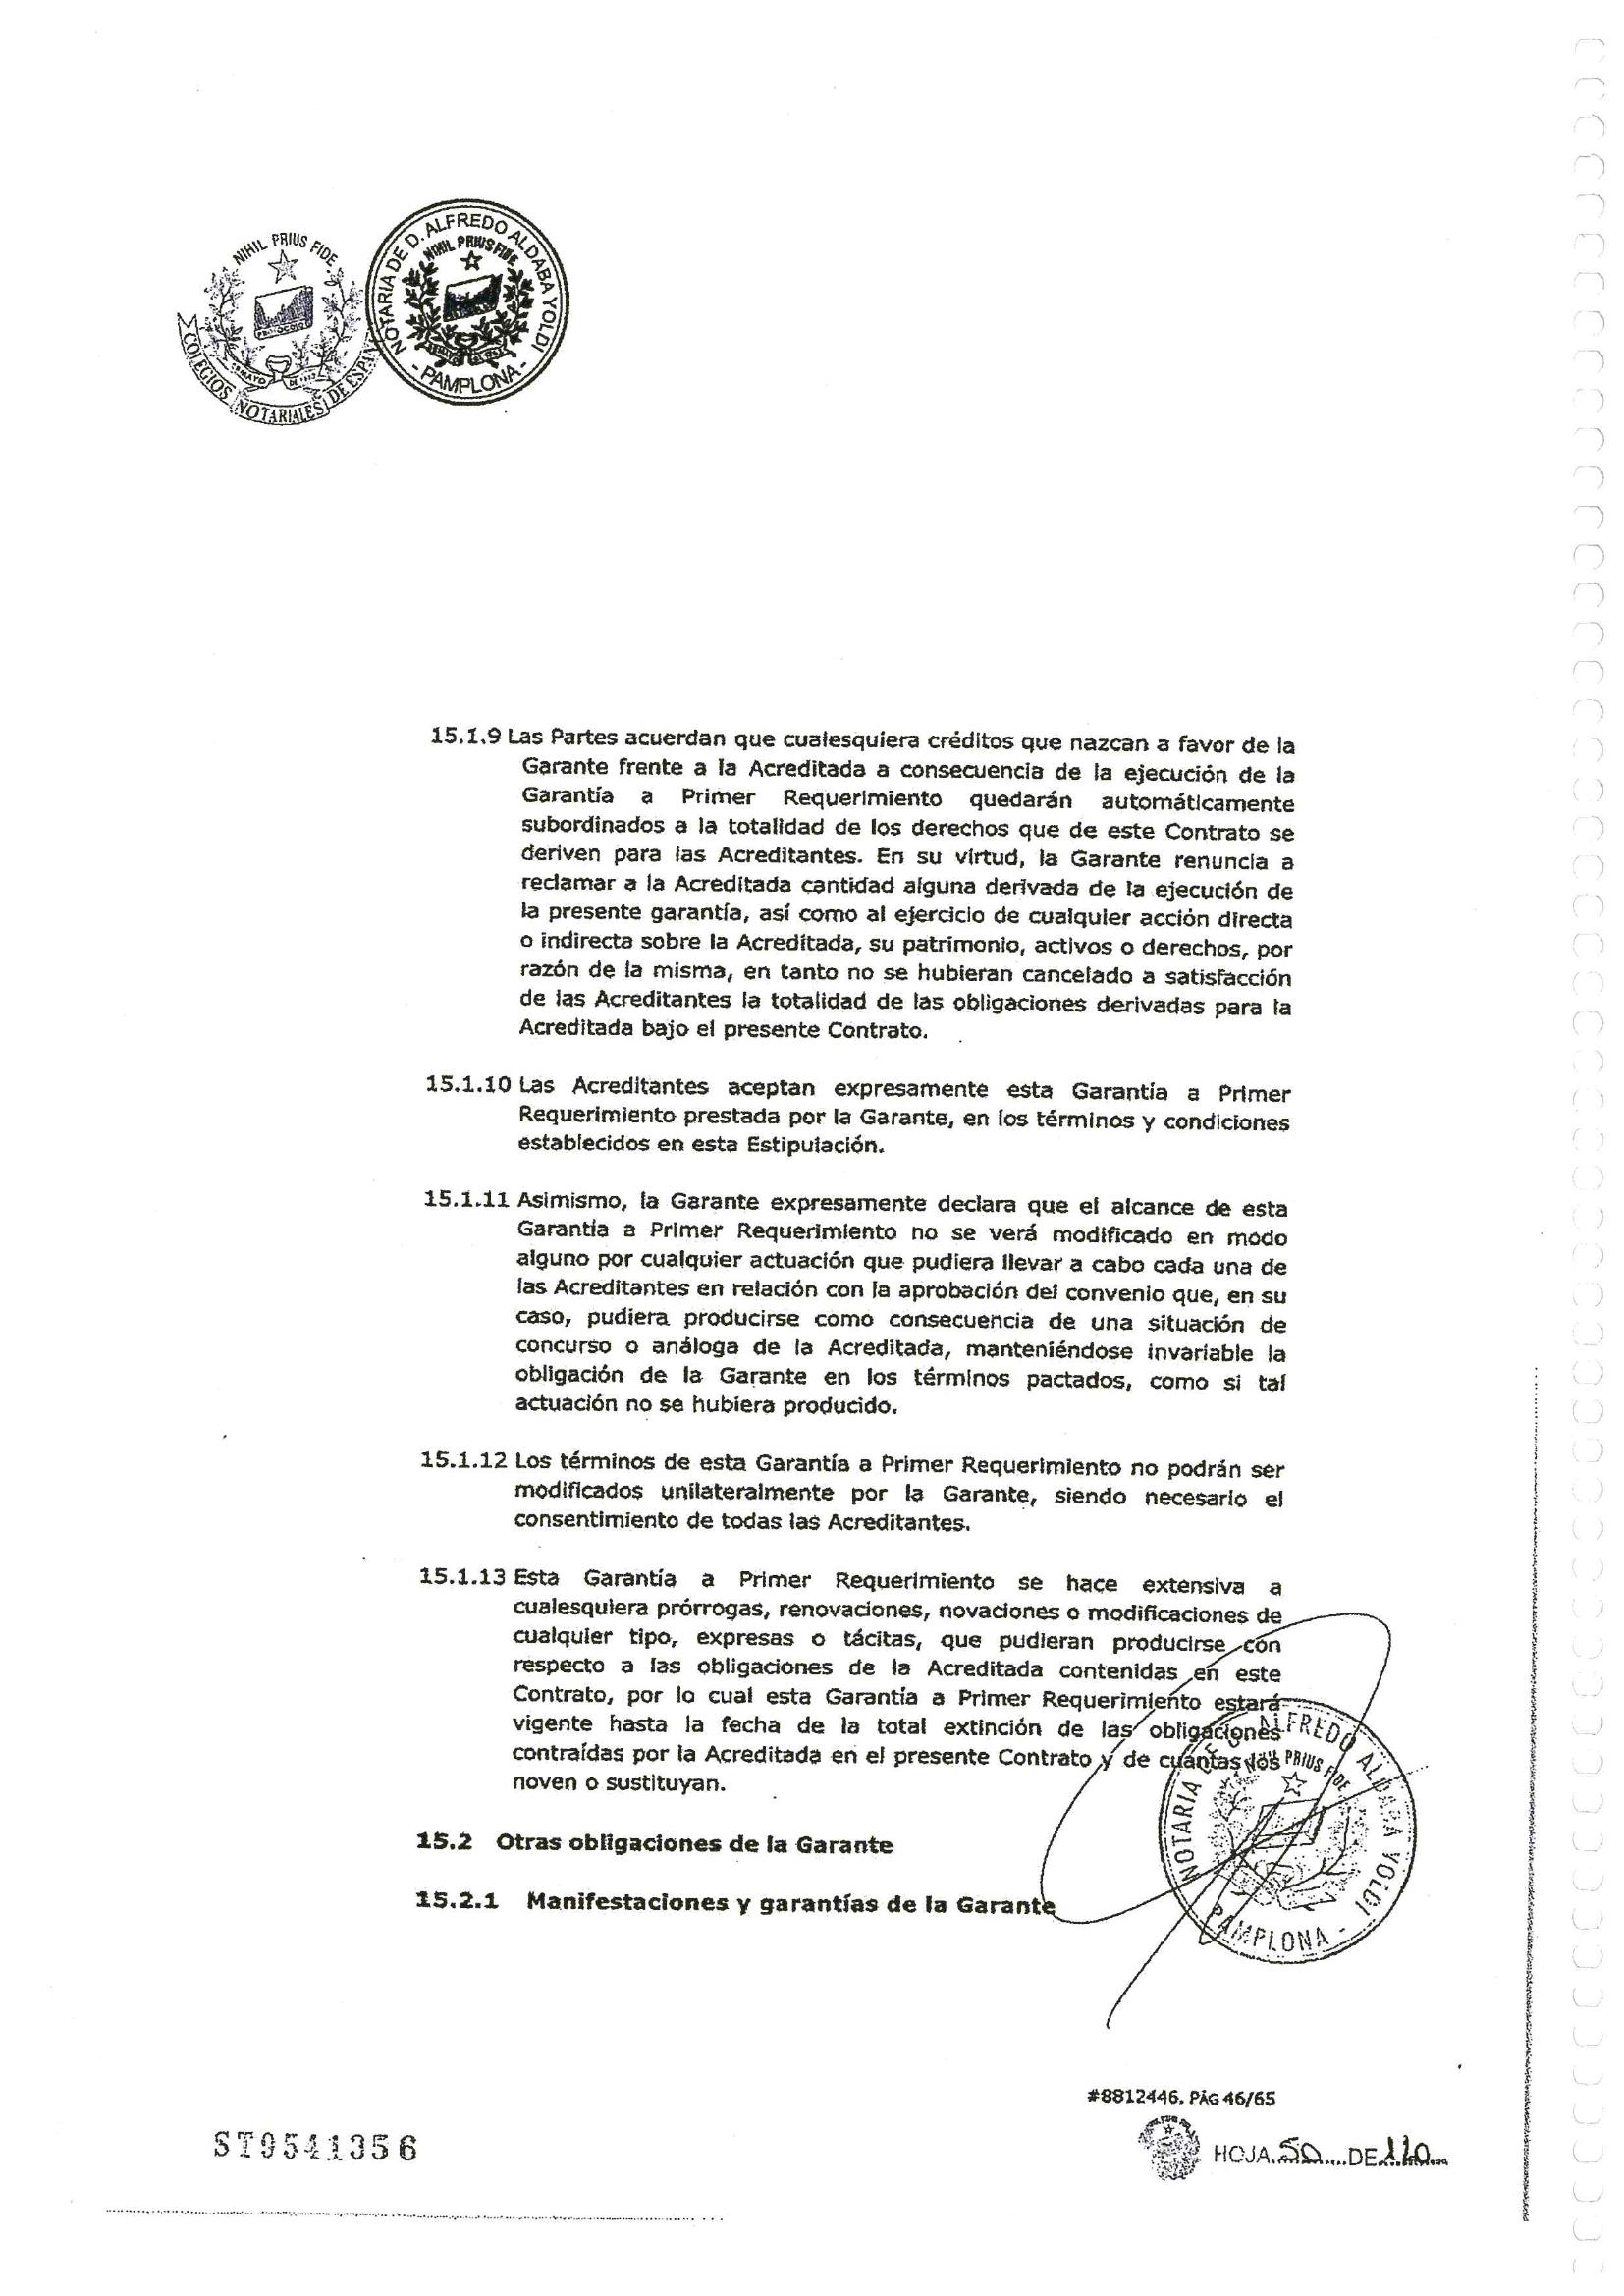 NIHIL PRIUS FIDE
COLEGIOS NOTARIALES DE ESPAÑ
NOTARIA DE D. ALFREDO ALDABA YOLDI
NIHIL PRIUS FIDE
- PAMPLONA -
15.1.9 Las Partes acuerdan que cualesquiera créditos que nazcan a favor de la
Garante frente a la Acreditada a consecuencia de la ejecución de la
Garantía a Primer Requerimiento quedarán automáticamente
subordinados a la totalidad de los derechos que de este Contrato se
deriven para las Acreditantes. En su virtud, la Garante renuncia a
reclamar a la Acreditada cantidad alguna derivada de la ejecución de
la presente garantía, así como al ejercicio de cualquier acción directa
o indirecta sobre la Acreditada, su patrimonio, activos o derechos, por
razón de la misma, en tanto no se hubieran cancelado a satisfacción
de las Acreditantes la totalidad de las obligaciones derivadas para la
Acreditada bajo el presente Contrato.
15.1.10 Las Acreditantes aceptan expresamente esta Garantía a Primer
Requerimiento prestada por la Garante, en los términos y condiciones
establecidos en esta Estipulación.
15.1.11 Asimismo, la Garante expresamente declara que el alcance de esta
Garantía a Primer Requerimiento no se verá modificado en modo
alguno por cualquier actuación que pudiera llevar a cabo cada una de
las Acreditantes en relación con la aprobación del convenio que, en su
caso, pudiera producirse como consecuencia de una situación de
concurso o análoga de la Acreditada, manteniéndose invariable la
obligación de la Garante en los términos pactados, como si tal
actuación no se hubiera producido.
15.1.12 Los términos de esta Garantía a Primer Requerimiento no podrán ser
modificados unilateralmente por la Garante, siendo necesario el
consentimiento de todas las Acreditantes.
15.1.13 Esta Garantía a Primer Requerimiento se hace extensiva a
cualesquiera prórrogas, renovaciones, novaciones o modificaciones de
cualquier tipo, expresas o tácitas, que pudieran producirse con
respecto a las obligaciones de la Acreditada contenidas en este
Contrato, por lo cual esta Garantía a Primer Requerimiento estará
vigente hasta la fecha de la total extinción de las obligaciones
contraídas por la Acreditada en el presente Contrato y de cuantas los
noven o sustituyan.
15.2 Otras obligaciones de la Garante
15.2.1 Manifestaciones y garantías de la Garante
NOTARIA DE D. ALFREDO ALDABA YOLDI
PRIUS FIDE
PAMPLONA -
#8812446. PÁG 46/65
ST0541356
HOJA 50 DE 110